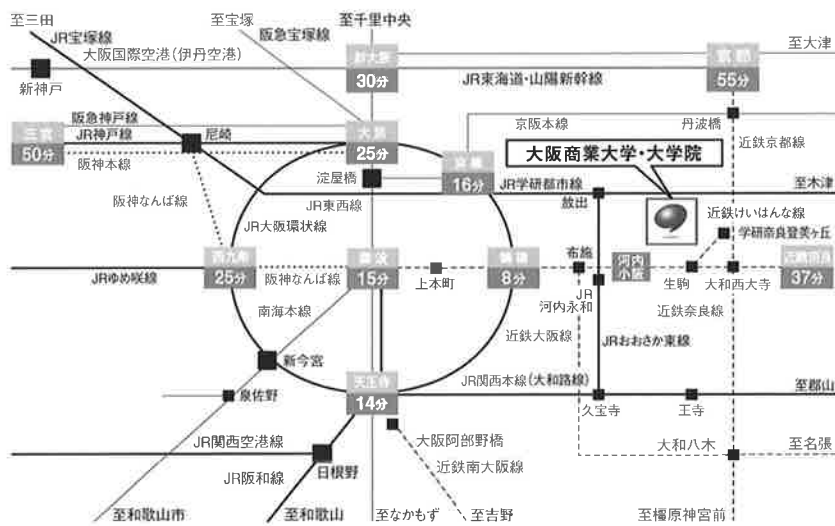 至三田
至宝塚
至千里中央
JR宝塚線
阪急宝塚線
大阪国際空港(伊丹空港)
新大阪
30分
京都
55分
至大津
新神戸
JR東海道・山陽新幹線
阪急神戸線
三宮
50分
JR神戸線
尼崎
大阪
25分
京阪本線
丹波橋
阪神本線
淀屋橋
京橋
16分
大阪商業大学・大学院
近鉄京都線
阪神なんば線
JR東西線
JR学研都市線
至木津
放出
JR大阪環状線
近鉄けいはんな線
学研奈良登美ヶ丘
西九条
25分
難波
15分
鶴橋
8分
布施
河内
小阪
近鉄奈良
37分
JRゆめ咲線
阪神なんば線
上本町
JR
河内永和
生駒
大和西大寺
南海本線
近鉄大阪線
近鉄奈良線
JRおおさか東線
新今宮
天王寺
14分
JR関西本線(大和路線)
至郡山
泉佐野
久宝寺
王寺
JR関西空港線
大阪阿部野橋
大和八木
至名張
日根野
JR阪和線
近鉄南大阪線
至和歌山市
至和歌山
至なかもず
至吉野
至橿原神宮前